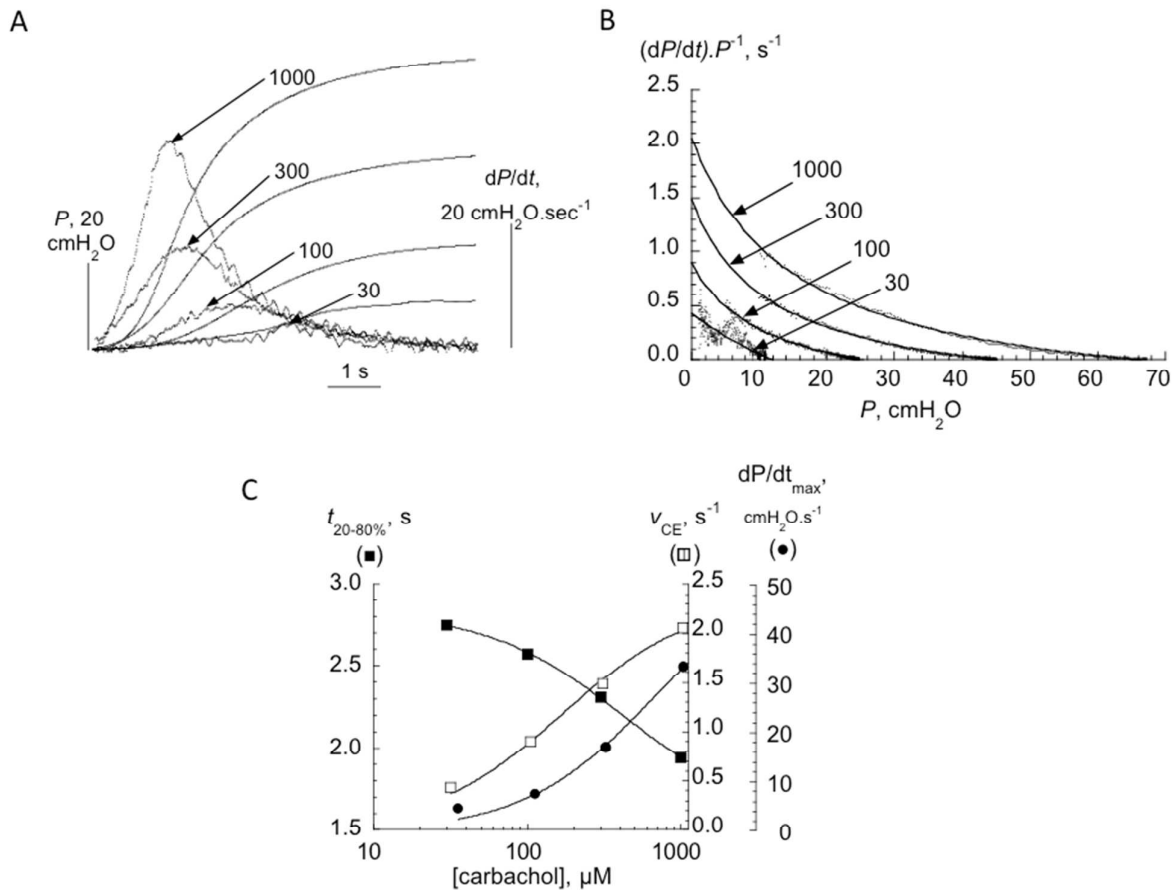 A
1000
300
100
30
P, 20
cmH₂O
dP/dt,
20 cmH₂O.sec⁻¹
1 s
B
(dP/dt).P⁻¹, s⁻¹
2.5
2.0
1.5
1.0
0.5
0.0
1000
300
100
30
0 10 20 30 40 50 60 70
P, cmH₂O
C
t₂₀₋₈₀%, s
(■)
v_CE, s⁻¹
(□)
dP/dt_max,
cmH₂O.s⁻¹
(●)
3.0
2.5
2.0
1.5
2.5
2.0
1.5
1.0
0.5
0.0
50
40
30
20
10
0
10 100 1000
[carbachol], µM